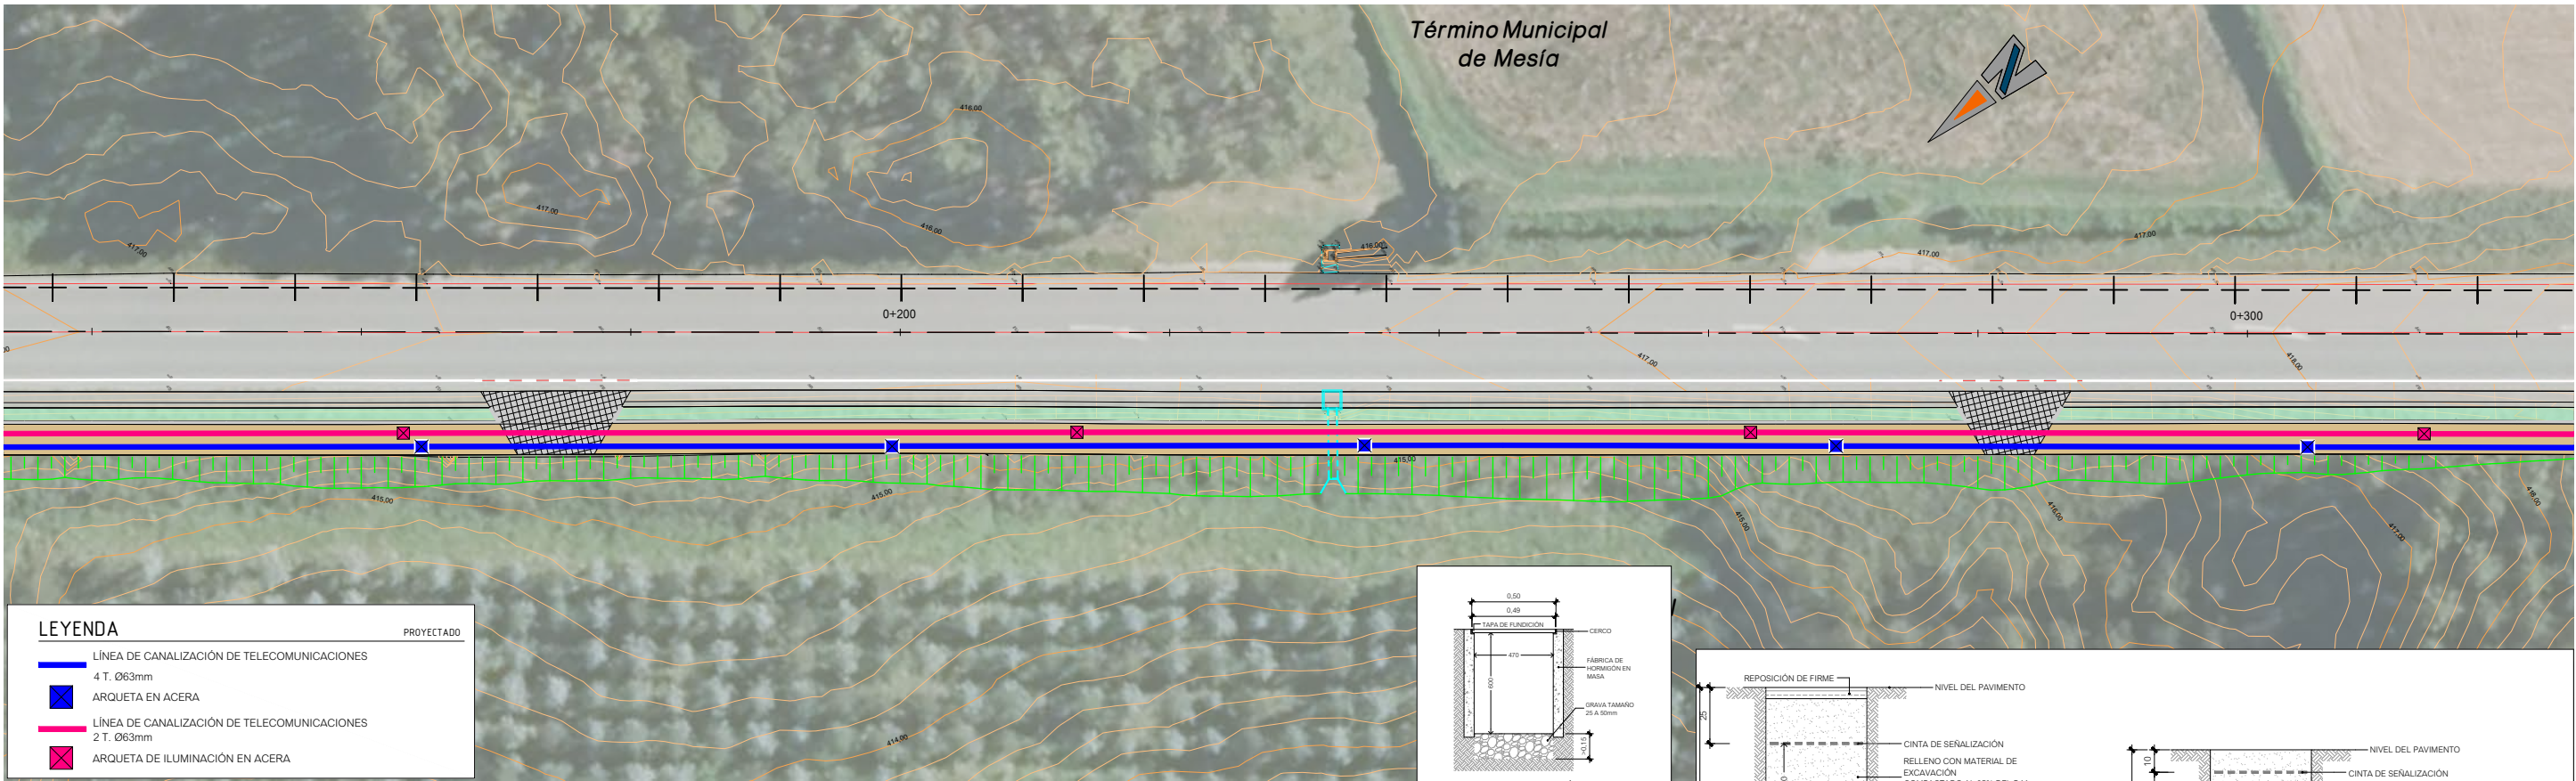 Término Municipal
de Mesía
N
416.00
417.00
416.00
417.00
416.00
417.00
417.00
0+200
0+300
417,00
418,00
415,00
415,00
415,00
415,00
416,00
417,00
418,00
414,00
LEYENDA
PROYECTADO
LÍNEA DE CANALIZACIÓN DE TELECOMUNICACIONES
4 T. Ø63mm
ARQUETA EN ACERA
LÍNEA DE CANALIZACIÓN DE TELECOMUNICACIONES
2 T. Ø63mm
ARQUETA DE ILUMINACIÓN EN ACERA
0,50
0,49
TAPA DE FUNDICIÓN
CERCO
470
600
FÁBRICA DE
HORMIGÓN EN
MASA
GRAVA TAMAÑO
25 A 50mm
>0.15
REPOSICIÓN DE FIRME
NIVEL DEL PAVIMENTO
25
CINTA DE SEÑALIZACIÓN
RELLENO CON MATERIAL DE
EXCAVACIÓN
NIVEL DEL PAVIMENTO
10
CINTA DE SEÑALIZACIÓN